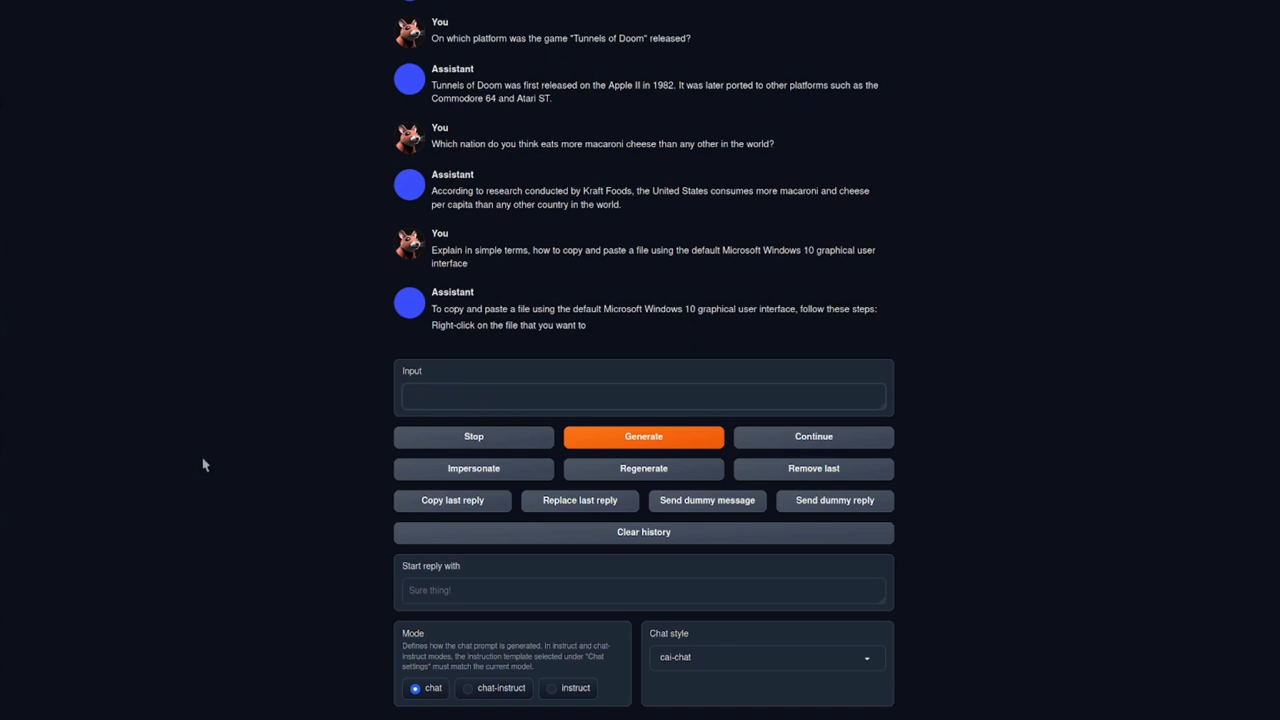 You
On which platform was the game "Tunnels of Doom" released?
Assistant
Tunnels of Doom was first released on the Apple II in 1982. It was later ported to other platforms such as the
Commodore 64 and Atari ST.
You
Which nation do you think eats more macaroni cheese than any other in the world?
Assistant
According to research conducted by Kraft Foods, the United States consumes more macaroni and cheese
per capita than any other country in the world.
You
Explain in simple terms, how to copy and paste a file using the default Microsoft Windows 10 graphical user
interface
Assistant
To copy and paste a file using the default Microsoft Windows 10 graphical user interface, follow these steps:
Right-click on the file that you want to
Input
Stop
Generate
Continue
Impersonate
Regenerate
Remove last
Copy last reply
Replace last reply
Send dummy message
Send dummy reply
Clear history
Start reply with
Sure thing!
Mode
Defines how the chat prompt is generated. In instruct and chat-
instruct modes, the instruction template selected under "Chat
settings" must match the current model.
chat
chat-instruct
instruct
Chat style
cai-chat